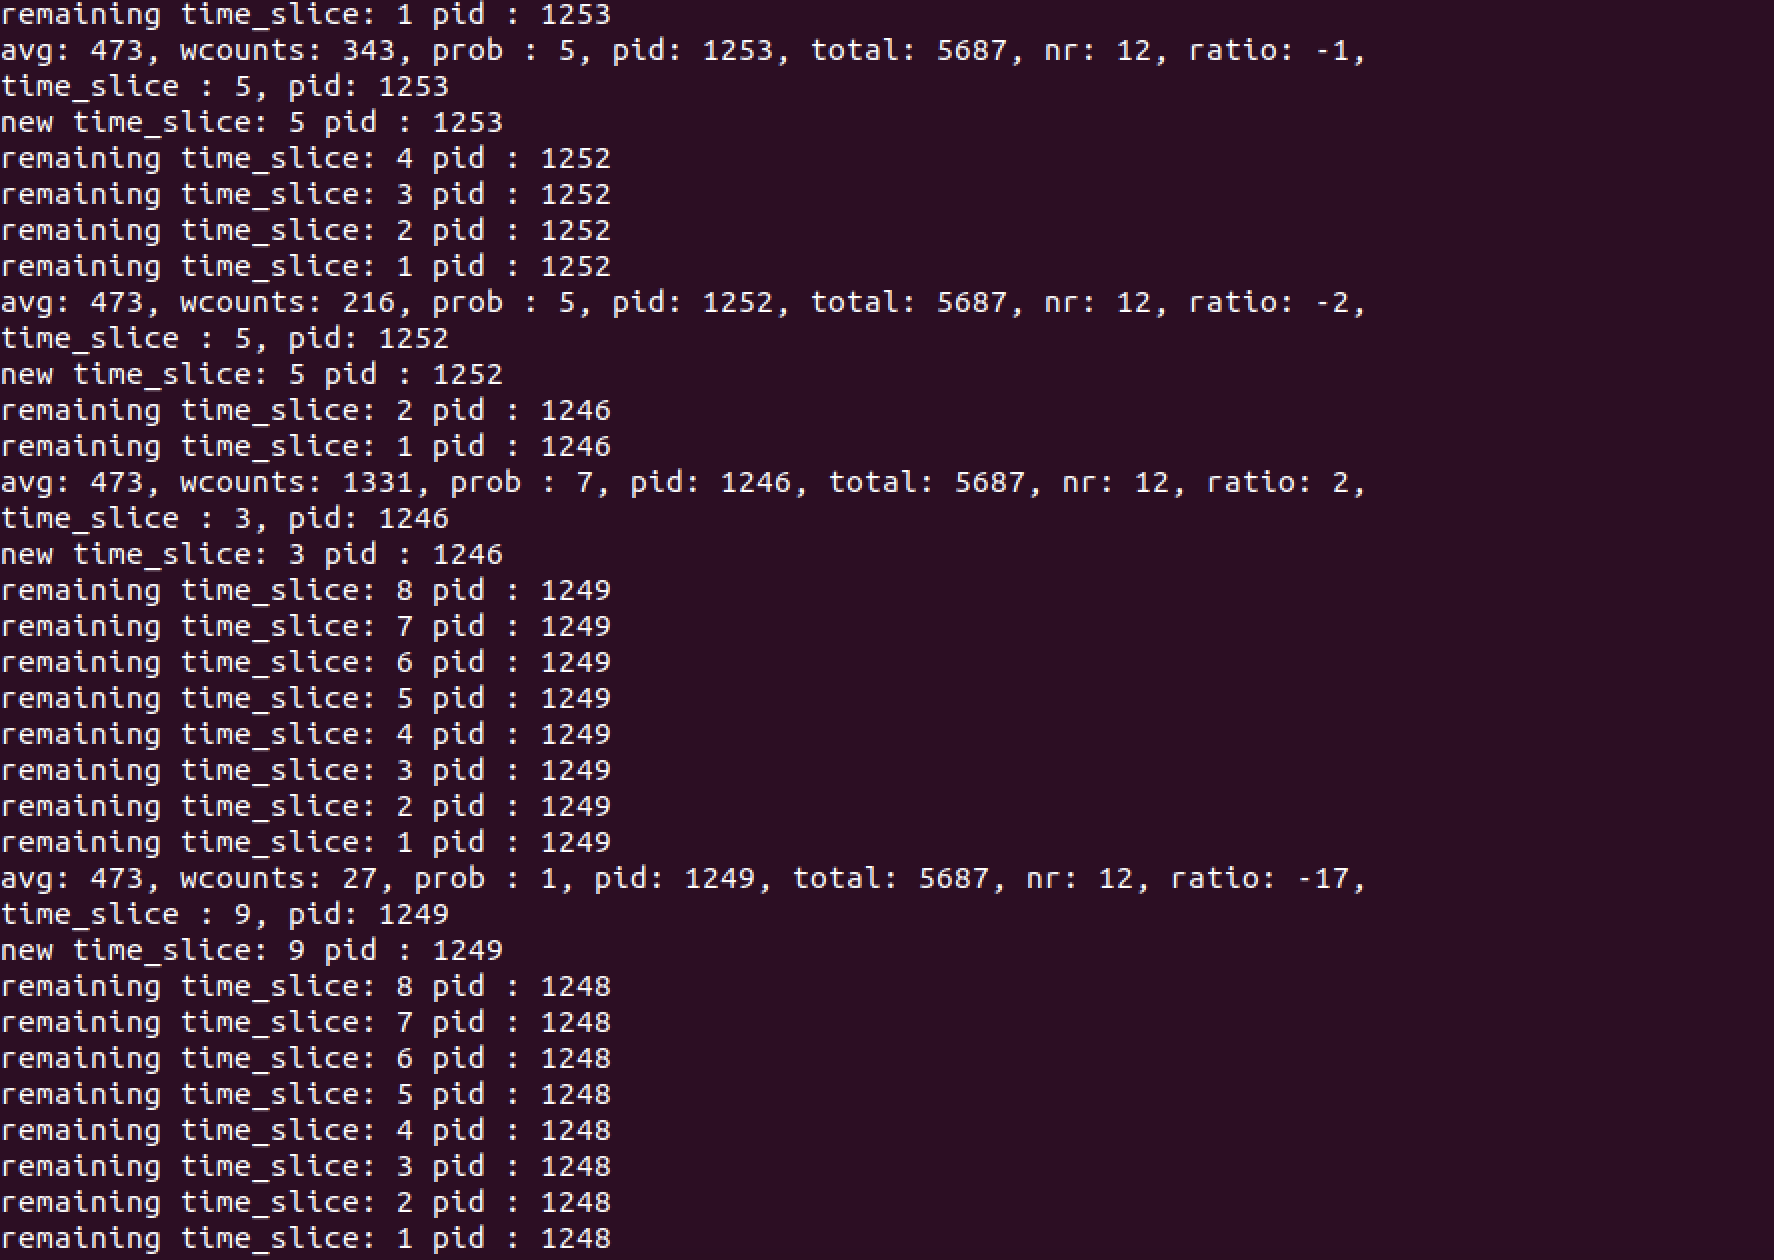 remaining time_slice: 1 pid : 1253
avg: 473, wcounts: 343, prob : 5, pid: 1253, total: 5687, nr: 12, ratio: -1,
time_slice : 5, pid: 1253
new time_slice: 5 pid : 1253
remaining time_slice: 4 pid : 1252
remaining time_slice: 3 pid : 1252
remaining time_slice: 2 pid : 1252
remaining time_slice: 1 pid : 1252
avg: 473, wcounts: 216, prob : 5, pid: 1252, total: 5687, nr: 12, ratio: -2,
time_slice : 5, pid: 1252
new time_slice: 5 pid : 1252
remaining time_slice: 2 pid : 1246
remaining time_slice: 1 pid : 1246
avg: 473, wcounts: 1331, prob : 7, pid: 1246, total: 5687, nr: 12, ratio: 2,
time_slice : 3, pid: 1246
new time_slice: 3 pid : 1246
remaining time_slice: 8 pid : 1249
remaining time_slice: 7 pid : 1249
remaining time_slice: 6 pid : 1249
remaining time_slice: 5 pid : 1249
remaining time_slice: 4 pid : 1249
remaining time_slice: 3 pid : 1249
remaining time_slice: 2 pid : 1249
remaining time_slice: 1 pid : 1249
avg: 473, wcounts: 27, prob : 1, pid: 1249, total: 5687, nr: 12, ratio: -17,
time_slice : 9, pid: 1249
new time_slice: 9 pid : 1249
remaining time_slice: 8 pid : 1248
remaining time_slice: 7 pid : 1248
remaining time_slice: 6 pid : 1248
remaining time_slice: 5 pid : 1248
remaining time_slice: 4 pid : 1248
remaining time_slice: 3 pid : 1248
remaining time_slice: 2 pid : 1248
remaining time_slice: 1 pid : 1248